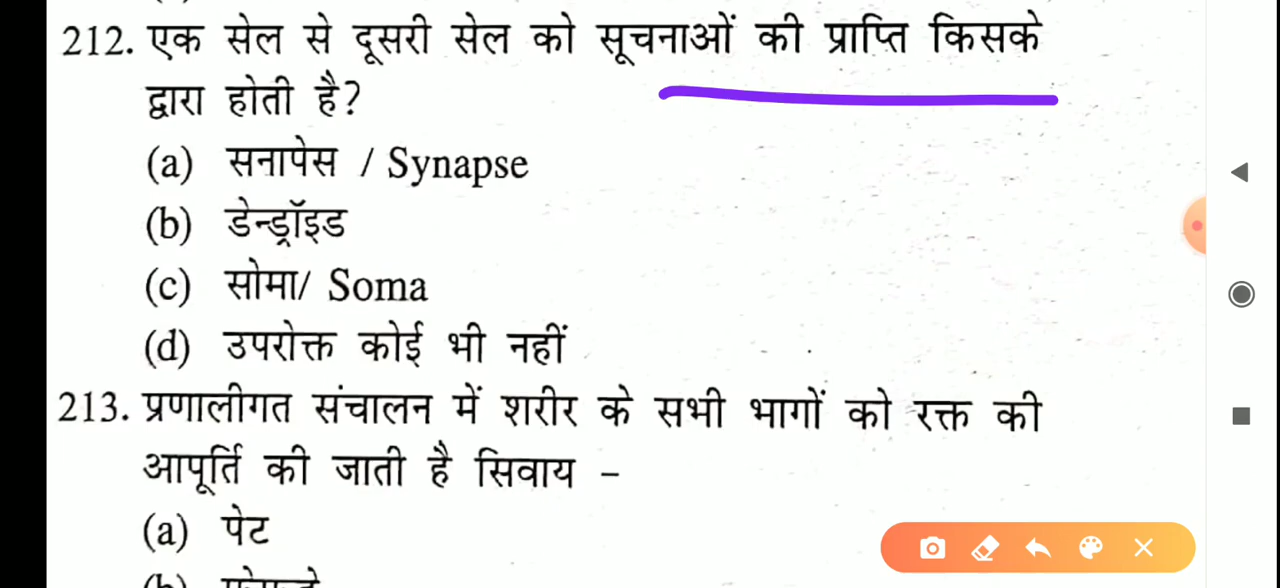 212. एक सेल से दूसरी सेल को सूचनाओं की प्राप्ति किसके
द्वारा होती है?
(a) सनापेस / Synapse
(b) डेन्ड्रॉइड
(c) सोमा/ Soma
(d) उपरोक्त कोई भी नहीं
213. प्रणालीगत संचालन में शरीर के सभी भागों को रक्त की
आपूर्ति की जाती है सिवाय -
(a) पेट